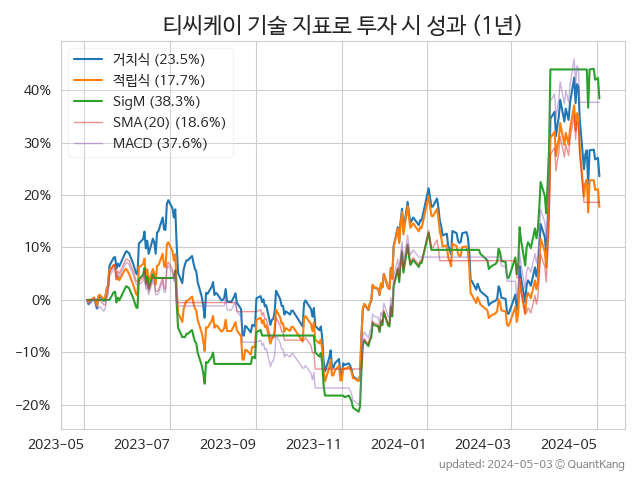 티씨케이 기술 지표로 투자 시 성과 (1년)
거치식 (23.5%)
적립식 (17.7%)
SigM (38.3%)
SMA(20) (18.6%)
MACD (37.6%)
40%
30%
20%
10%
0%
−10%
−20%
2023-05 2023-07 2023-09 2023-11 2024-01 2024-03 2024-05
updated: 2024-05-03 ⓒ QuantKang